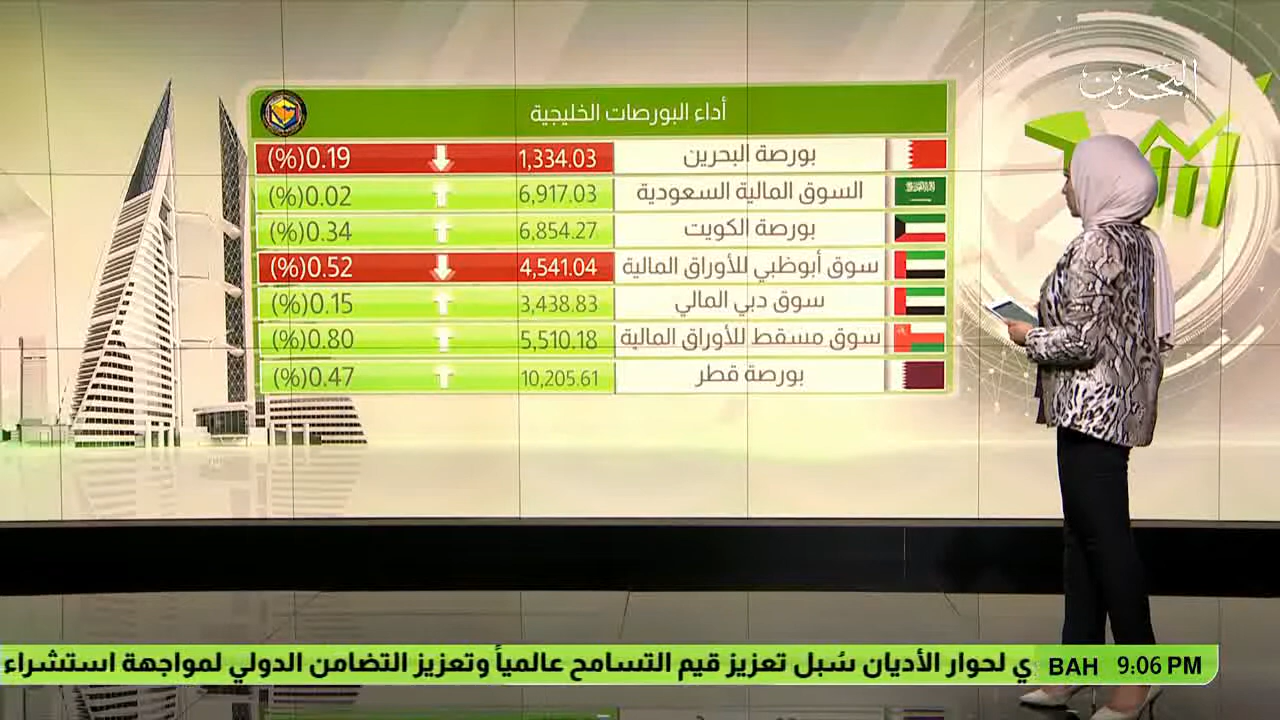 البحرين
أداء البورصات الخليجية
بورصة البحرين 1,334.03 (%)0.19
السوق المالية السعودية 6,917.03 (%)0.02
بورصة الكويت 6,854.27 (%)0.34
سوق أبوظبي للأوراق المالية 4,541.04 (%)0.52
سوق دبي المالي 3,438.83 (%)0.15
سوق مسقط للأوراق المالية 5,510.18 (%)0.80
بورصة قطر 10,205.61 (%)0.47
BAH 9:06 PM
ي لحوار الأديان سُبل تعزيز قيم التسامح عالمياً وتعزيز التضامن الدولي لمواجهة استشراء